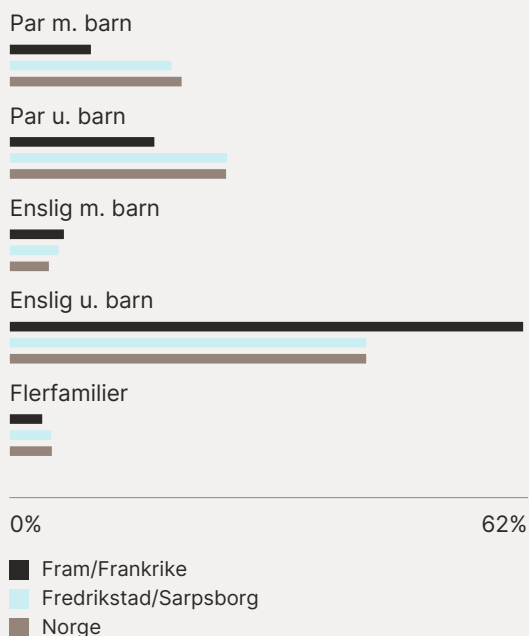 Par m. barn
Par u. barn
Enslig m. barn
Enslig u. barn
Flerfamilier
0% 62%
Fram/Frankrike
Fredrikstad/Sarpsborg
Norge